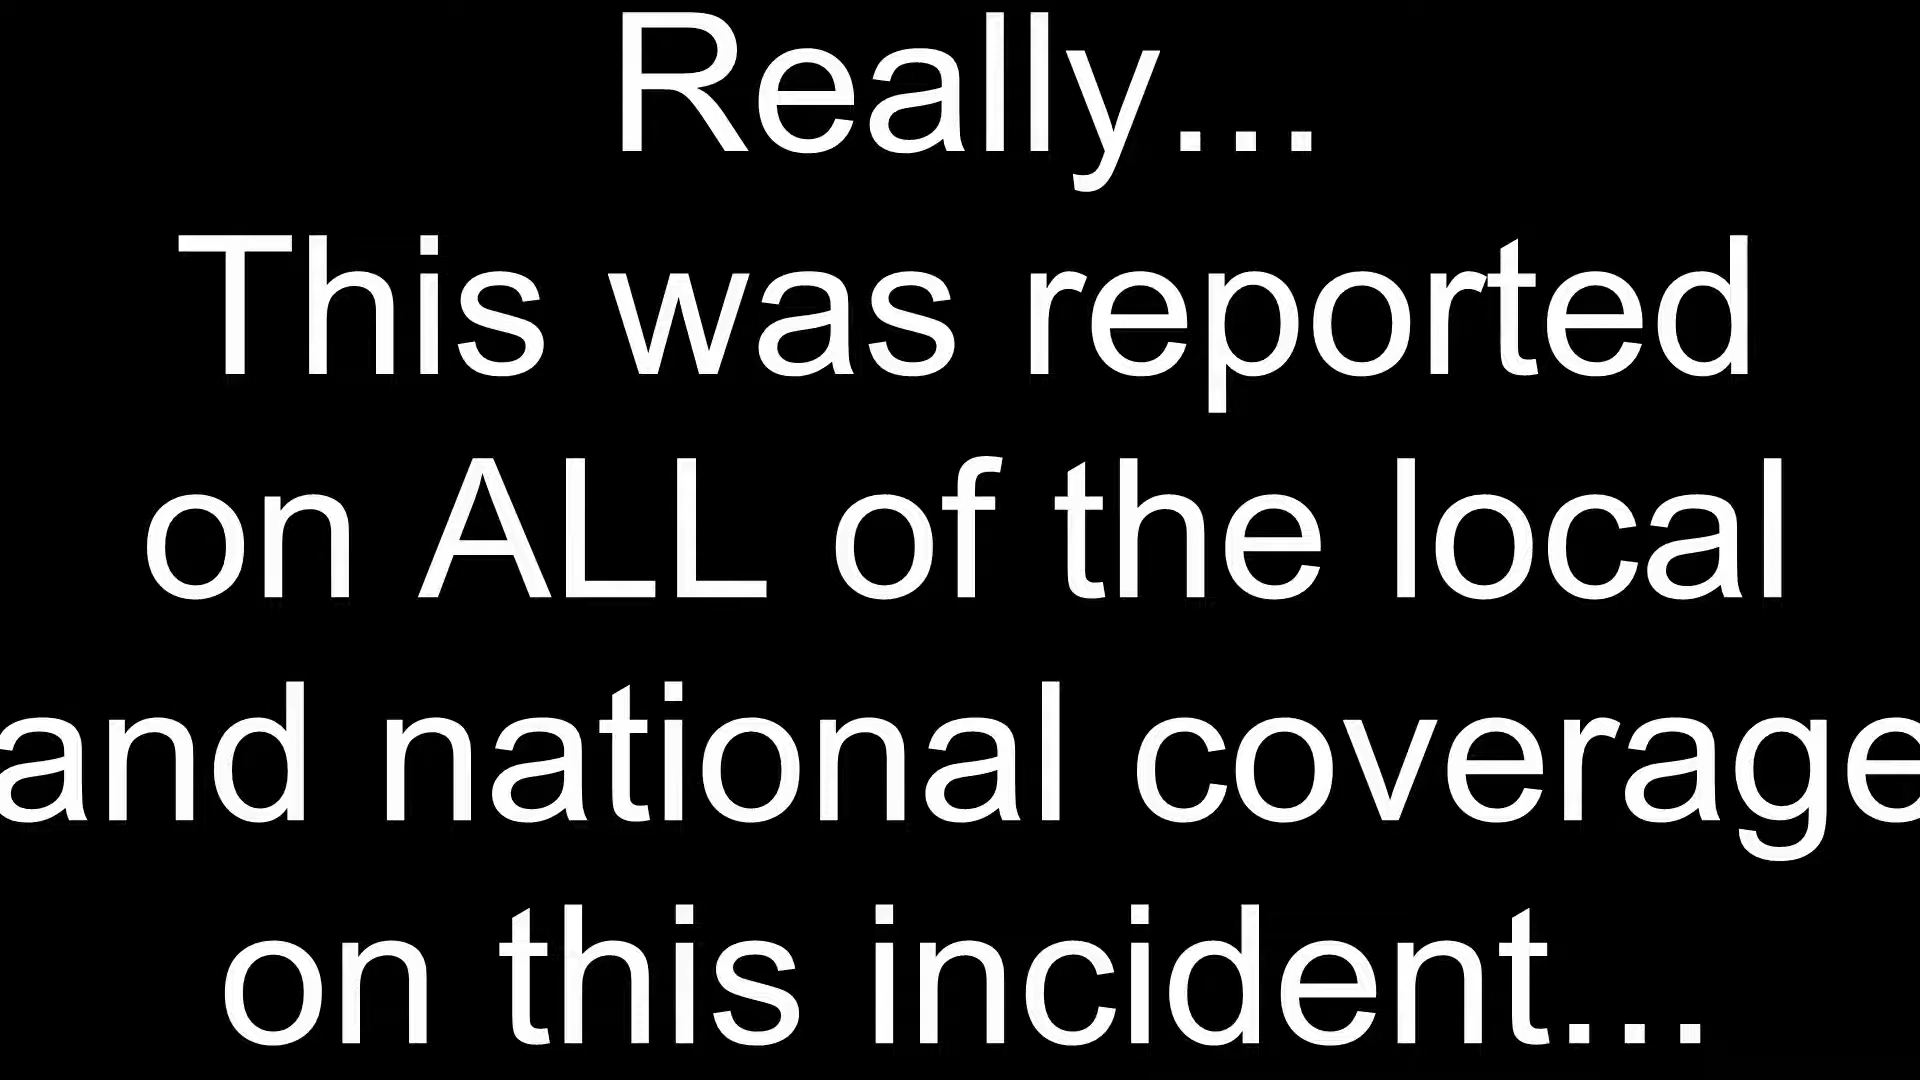 Really...
This was reported
on ALL of the local
and national coverage
on this incident...